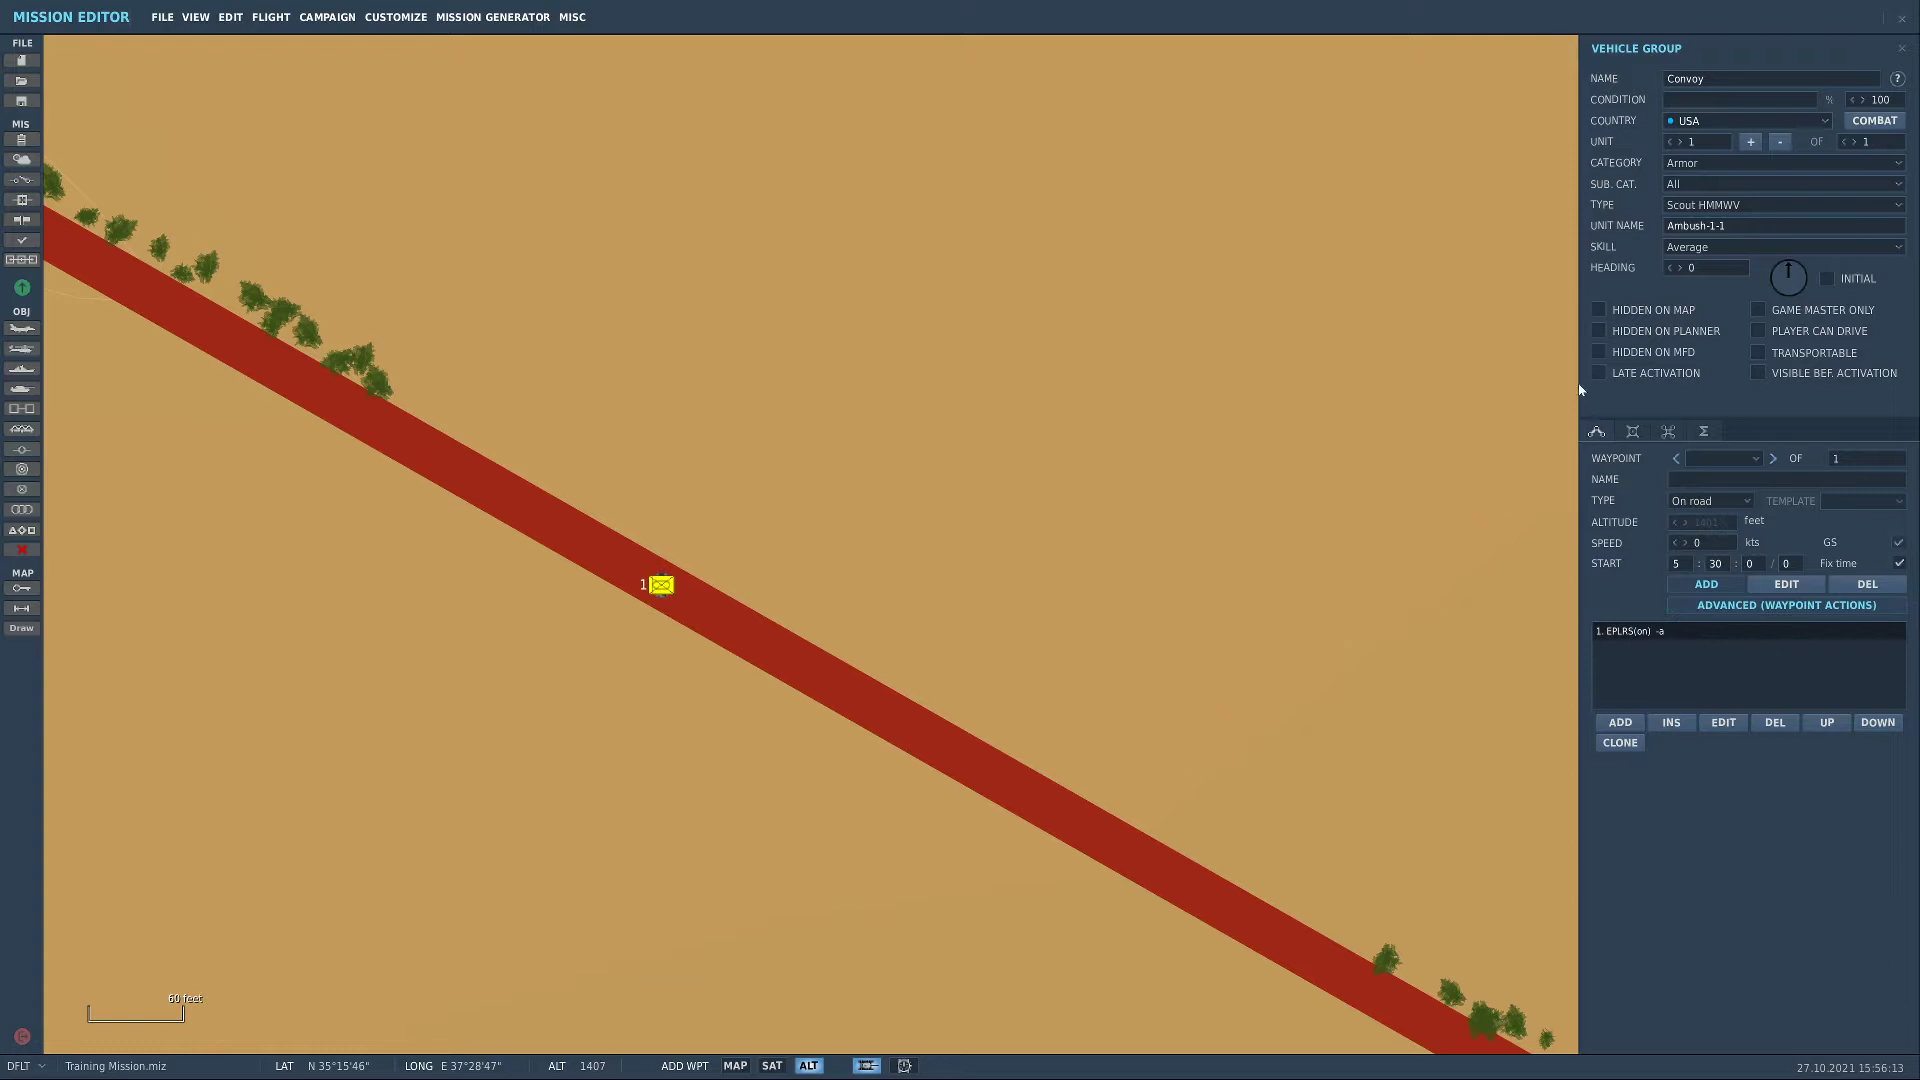 MISSION EDITOR FILE VIEW EDIT FLIGHT CAMPAIGN CUSTOMIZE MISSION GENERATOR MISC
FILE
MIS
OBJ
MAP
Draw
1
60 feet
VEHICLE GROUP
NAME Convoy ?
CONDITION % < > 100
COUNTRY USA COMBAT
UNIT < > 1 + - OF < > 1
CATEGORY Armor
SUB. CAT. All
TYPE Scout HMMWV
UNIT NAME Ambush-1-1
SKILL Average
HEADING < > 0 INITIAL
HIDDEN ON MAP GAME MASTER ONLY
HIDDEN ON PLANNER PLAYER CAN DRIVE
HIDDEN ON MFD TRANSPORTABLE
LATE ACTIVATION VISIBLE BEF. ACTIVATION
WAYPOINT < > OF 1
NAME
TYPE On road TEMPLATE
ALTITUDE < > 1401 feet
SPEED < > 0 kts GS
START 5 : 30 : 0 / 0 Fix time
ADD EDIT DEL
ADVANCED (WAYPOINT ACTIONS)
1. EPLRS(on) -a
ADD INS EDIT DEL UP DOWN
CLONE
DFLT Training Mission.miz LAT N 35°15'46" LONG E 37°28'47" ALT 1407 ADD WPT MAP SAT ALT 27.10.2021 15:56:13